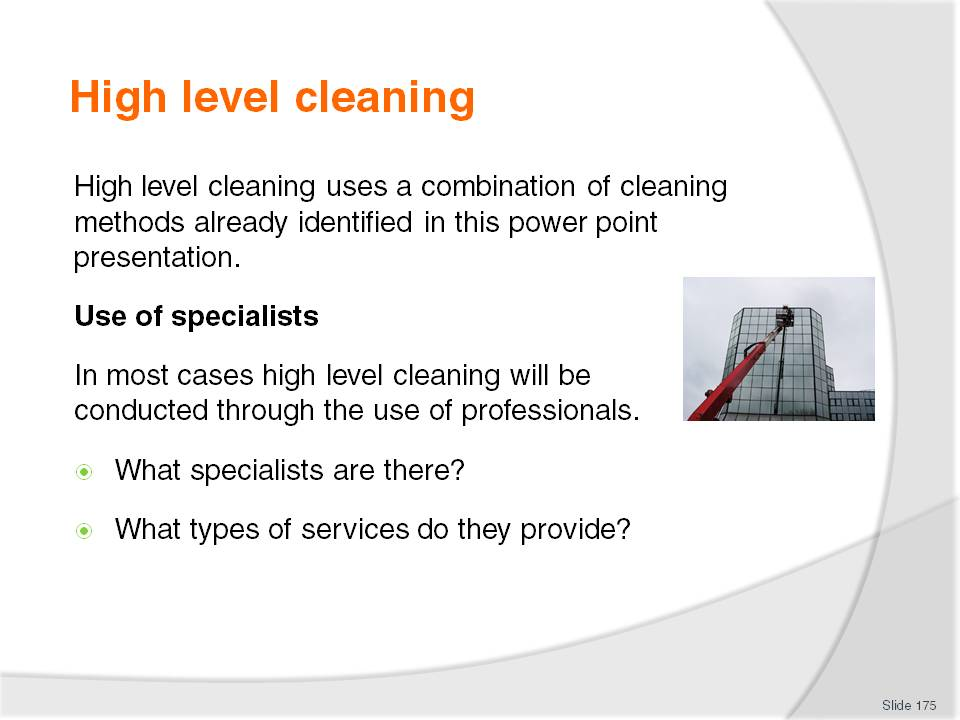 High level cleaning
High level cleaning uses a combination of cleaning
methods already identified in this power point
presentation.
Use of specialists
In most cases high level cleaning will be
conducted through the use of professionals.
What specialists are there?
What types of services do they provide?
Slide 175